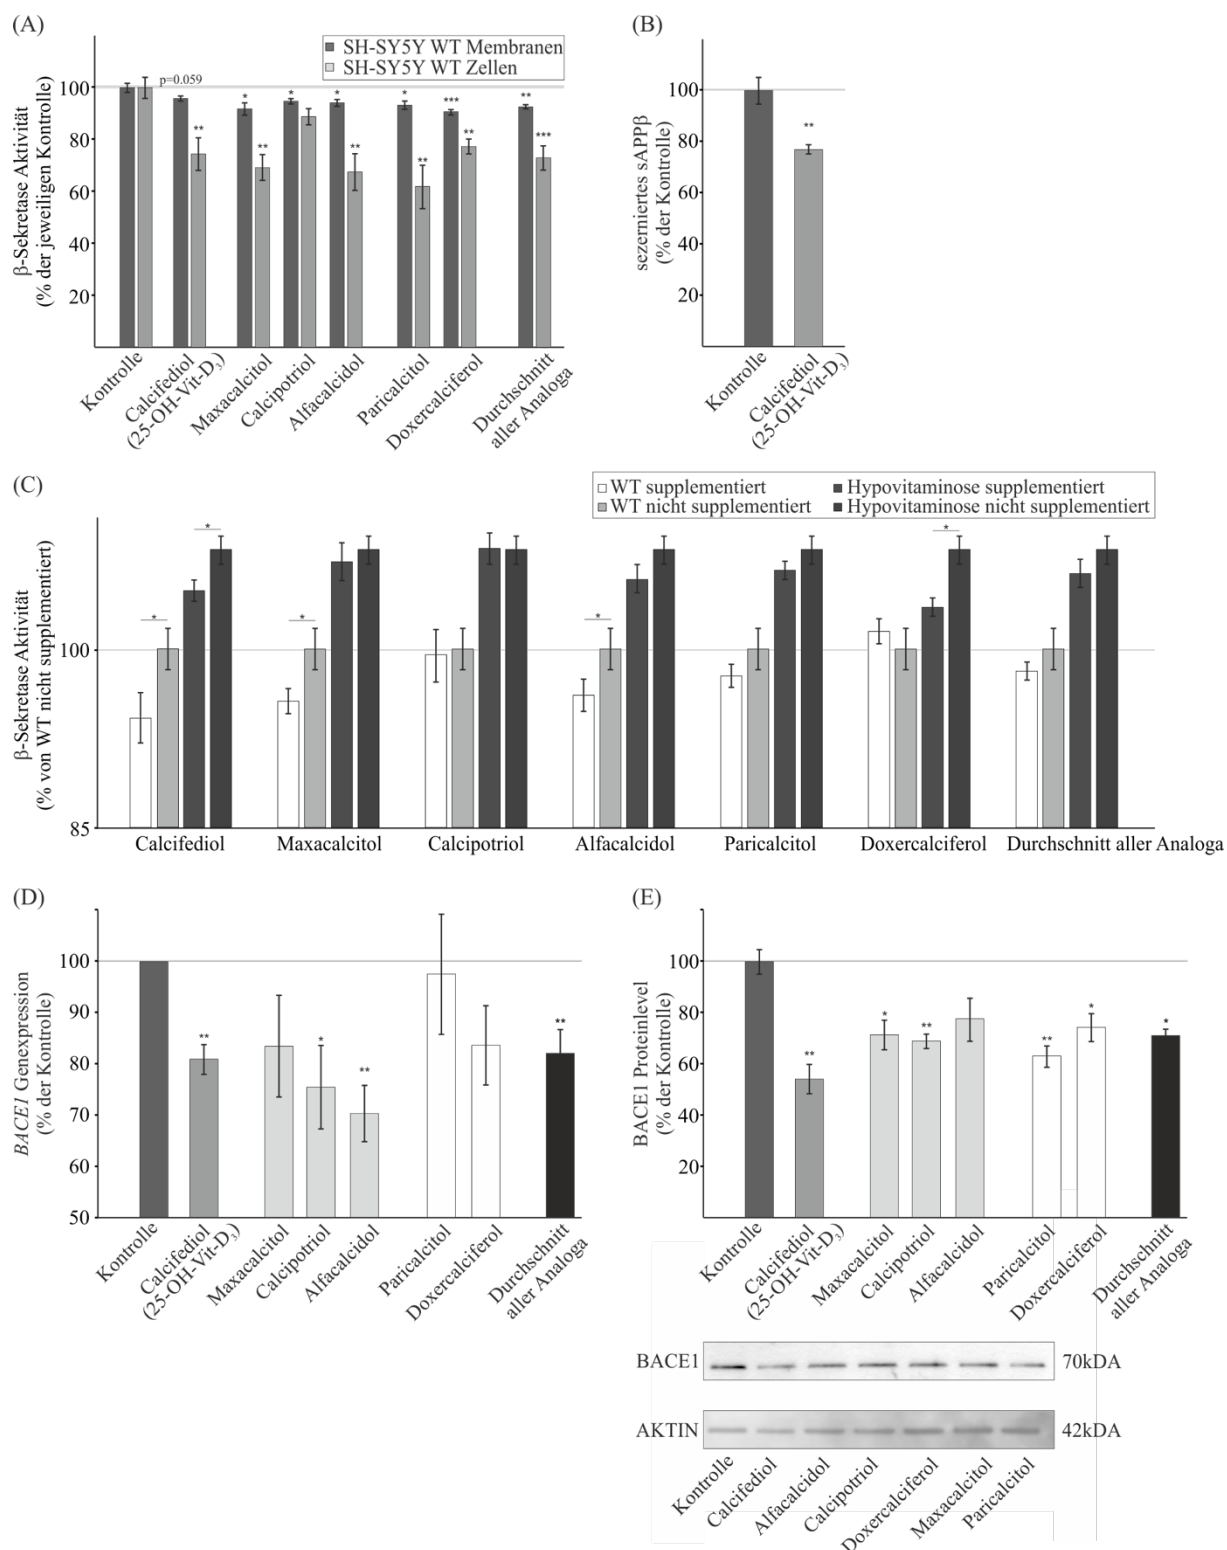 (A)
β-Sekretase Aktivität
(% der jeweiligen Kontrolle)
100
80
60
40
20
SH-SY5Y WT Membranen
SH-SY5Y WT Zellen
p=0.059
**
*
**
*
*
**
*
**
***
**
**
***
Kontrolle
Calcifediol
(25-OH-Vit-D₃)
Maxacalcitol
Calcipotriol
Alfacalcidol
Paricalcitol
Doxercalciferol
Durchschnitt
aller Analoga
(B)
sezerniertes sAPPβ
(% der Kontrolle)
100
80
60
40
20
**
Kontrolle
Calcifediol
(25-OH-Vit-D₃)
(C)
WT supplementiert
WT nicht supplementiert
Hypovitaminose supplementiert
Hypovitaminose nicht supplementiert
β-Sekretase Aktivität
(% von WT nicht supplementiert)
100
85
*
*
*
*
*
Calcifediol
Maxacalcitol
Calcipotriol
Alfacalcidol
Paricalcitol
Doxercalciferol
Durchschnitt aller Analoga
(D)
BACE1 Genexpression
(% der Kontrolle)
100
90
80
70
60
50
**
*
**
**
Kontrolle
Calcifediol
(25-OH-Vit-D₃)
Maxacalcitol
Calcipotriol
Alfacalcidol
Paricalcitol
Doxercalciferol
Durchschnitt
aller Analoga
(E)
BACE1 Proteinlevel
(% der Kontrolle)
100
80
60
40
20
**
*
**
**
*
*
Kontrolle
Calcifediol
(25-OH-Vit-D₃)
Maxacalcitol
Calcipotriol
Alfacalcidol
Paricalcitol
Doxercalciferol
Durchschnitt
aller Analoga
BACE1
70kDA
AKTIN
42kDA
Kontrolle
Calcifediol
Alfacalcidol
Calcipotriol
Doxercalciferol
Maxacalcitol
Paricalcitol